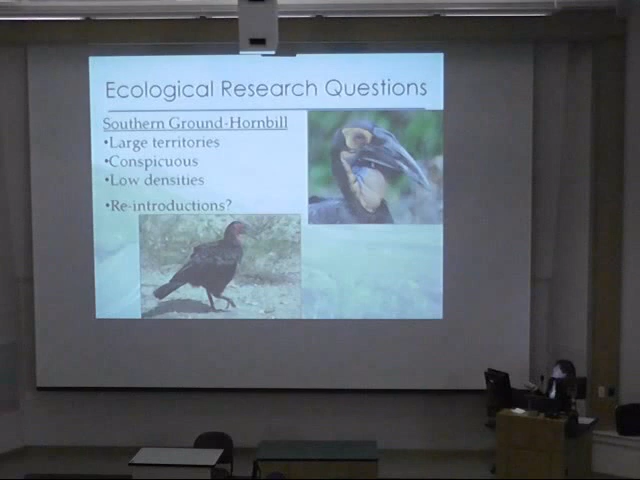 Ecological Research Questions
Southern Ground-Hornbill
•Large territories
•Conspicuous
•Low densities
•Re-introductions?